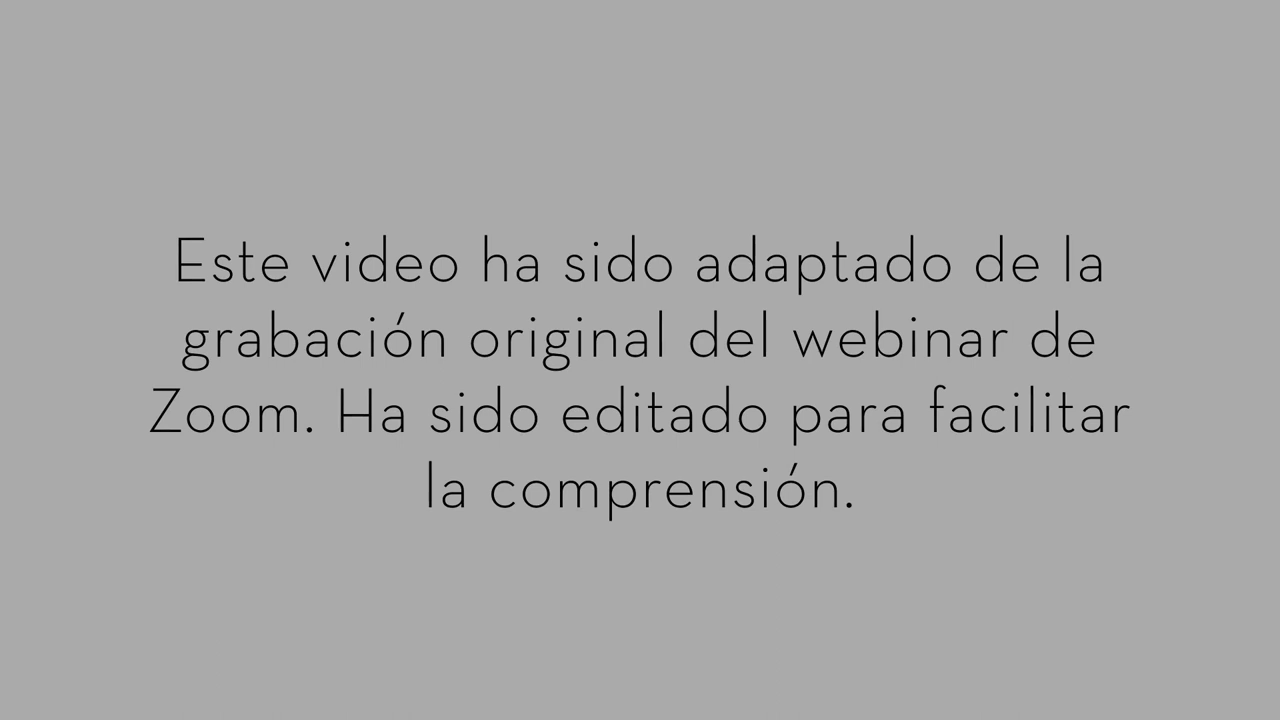 Este video ha sido adaptado de la
grabación original del webinar de
Zoom. Ha sido editado para facilitar
la comprensión.